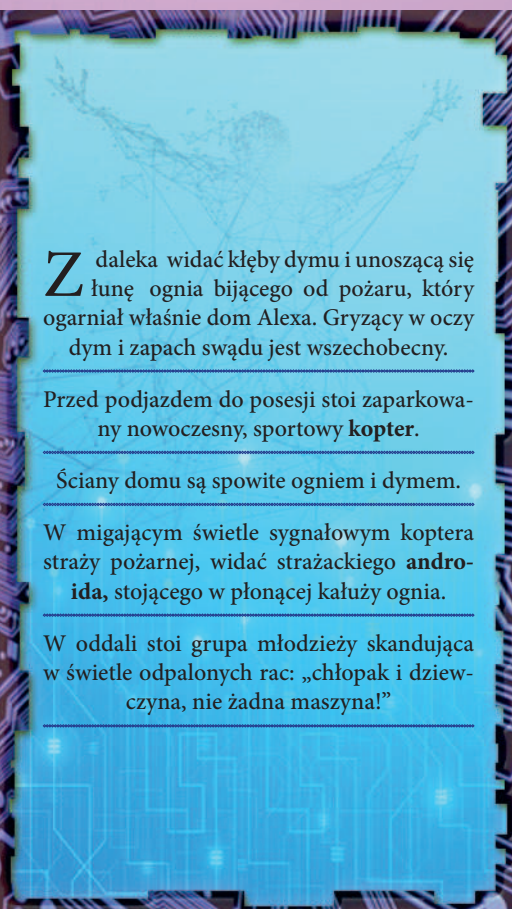 Z daleka widać kłęby dymu i unoszącą się
łunę ognia bijącego od pożaru, który
ogarniał właśnie dom Alexa. Gryzący w oczy
dym i zapach swądu jest wszechobecny.
Przed podjazdem do posesji stoi zaparkowa-
ny nowoczesny, sportowy kopter.
Ściany domu są spowite ogniem i dymem.
W migającym świetle sygnałowym koptera
straży pożarnej, widać strażackiego andro-
ida, stojącego w płonącej kałuży ognia.
W oddali stoi grupa młodzieży skandująca
w świetle odpalonych rac: „chłopak i dziew-
czyna, nie żadna maszyna!”